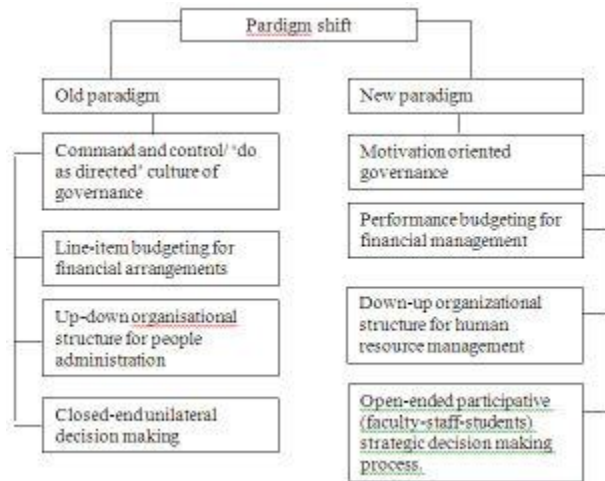 Pardigm shift
Old paradigm
Command and control/ 'do
as directed' culture of
governance
Line-item budgeting for
financial arrangements
Up-down organisational
structure for people
administration
Closed-end unilateral
decision making
New paradigm
Motivation oriented
governance
Performance budgeting for
financial management
Down-up organizational
structure for human
resource management
Open-ended participative
(faculty-staff-students)
strategic decision making
process.